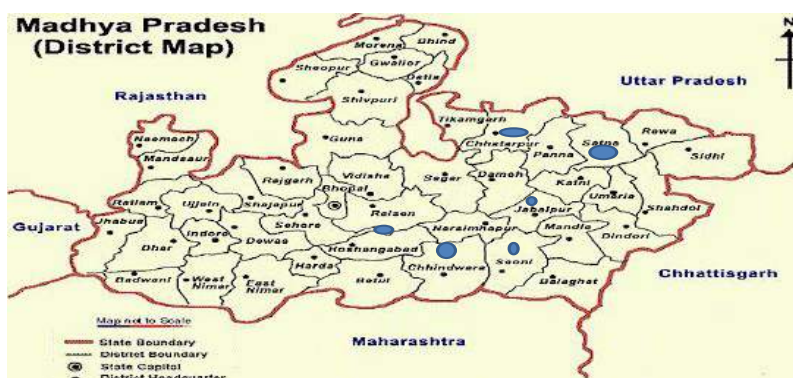 Madhya Pradesh
(District Map)
N
Morena
Bhind
Gwalior
Sheopur
Datia
Shivpuri
Rajasthan
Uttar Pradesh
Tikamgarh
Chhatarpur
Panna
Satna
Rewa
Sidhi
Guna
Neemach
Mandsaur
Rajgarh
Vidisha
Bhopal
Sagar
Damoh
Katni
Umaria
Shahdol
Ratlam
Ujjain
Shajapur
Sehore
Raisen
Jabalpur
Narsimhapur
Mandla
Dindori
Gujarat
Jhabua
Dhar
Indore
Dewas
Hoshangabad
Harda
Betul
Chhindwara
Seoni
Balaghat
Chhattisgarh
Badwani
West
Nimar
East
Nimar
Map not to Scale
Maharashtra
State Boundary
District Boundary
State Capital
District Headquarter